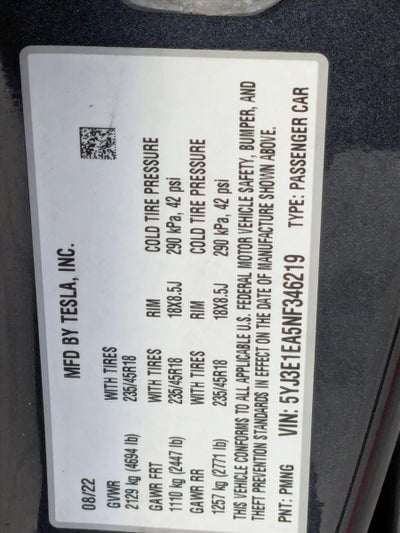 MFD BY TESLA, INC.
08/22
GVWR WITH TIRES
2129 kg (4694 lb) 235/45R18
GAWR FRT WITH TIRES RIM COLD TIRE PRESSURE
1110 kg (2447 lb) 235/45R18 18X8.5J 290 kPa, 42 psi
GAWR RR WITH TIRES RIM COLD TIRE PRESSURE
1257 kg (2771 lb) 235/45R18 18X8.5J 290 kPa, 42 psi
THIS VEHICLE CONFORMS TO ALL APPLICABLE U.S. FEDERAL MOTOR VEHICLE SAFETY, BUMPER, AND
THEFT PREVENTION STANDARDS IN EFFECT ON THE DATE OF MANUFACTURE SHOWN ABOVE.
PNT: PMNG VIN: 5YJ3E1EA5NF346219 TYPE: PASSENGER CAR